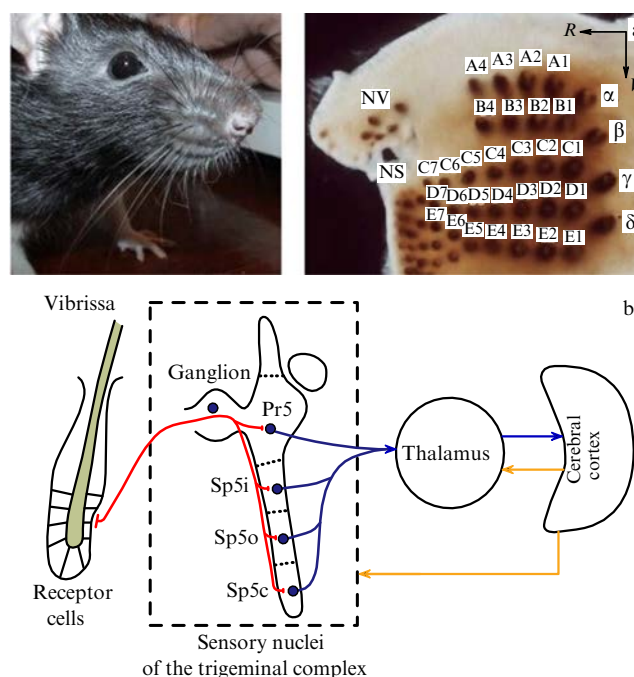 R
A4 A3 A2 A1
NV
B4 B3 B2 B1
α
β
NS
C7 C6 C5 C4 C3 C2 C1
γ
D7 D6 D5 D4 D3 D2 D1
δ
E7 E6 E5 E4 E3 E2 E1
b
Vibrissa
Ganglion
Pr5
Thalamus
Cerebral
cortex
Sp5i
Sp5o
Sp5c
Receptor
cells
Sensory nuclei
of the trigeminal complex